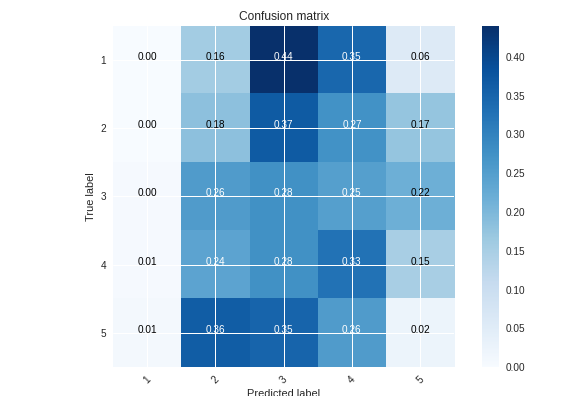 Confusion matrix
1 0.00 0.16 0.44 0.35 0.06
2 0.00 0.18 0.37 0.27 0.17
3 0.00 0.26 0.28 0.25 0.22
4 0.01 0.24 0.28 0.33 0.15
5 0.01 0.36 0.35 0.26 0.02
True label
1 2 3 4 5
Predicted label
0.40
0.35
0.30
0.25
0.20
0.15
0.10
0.05
0.00